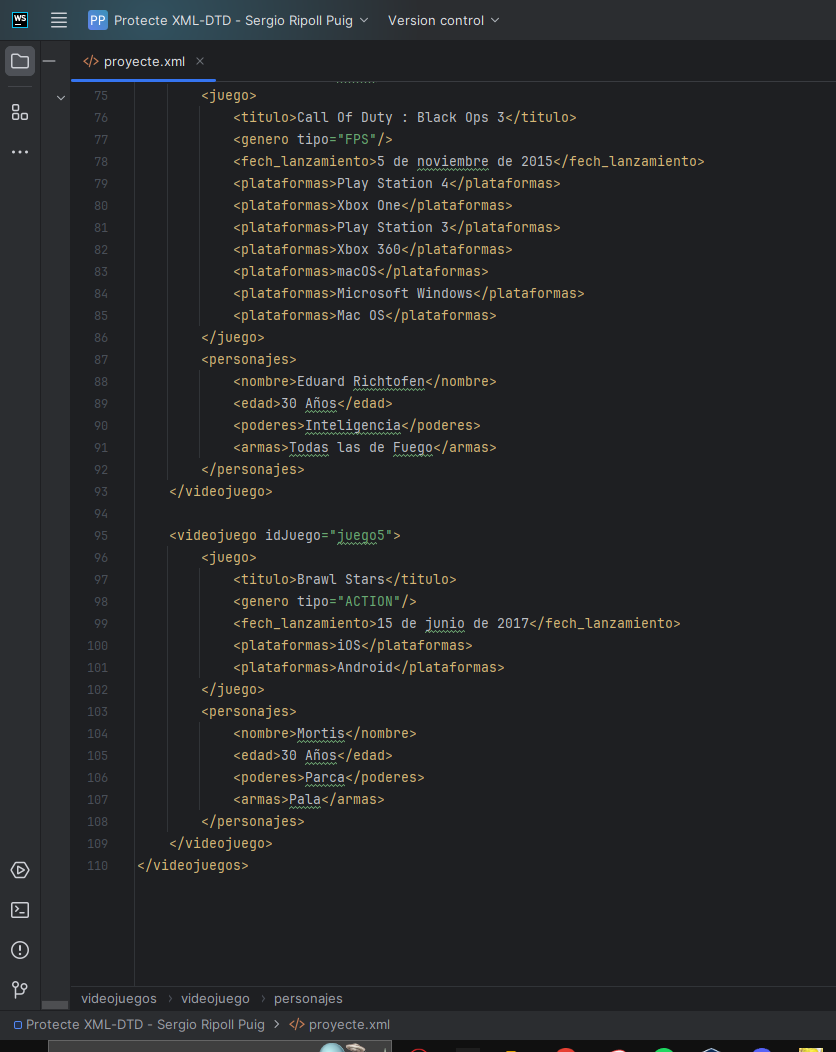 WS
PP Protecte XML-DTD - Sergio Ripoll Puig Version control
</> proyecte.xml ×
75 <juego>
76 <titulo>Call Of Duty : Black Ops 3</titulo>
77 <genero tipo="FPS"/>
78 <fech_lanzamiento>5 de noviembre de 2015</fech_lanzamiento>
79 <plataformas>Play Station 4</plataformas>
80 <plataformas>Xbox One</plataformas>
81 <plataformas>Play Station 3</plataformas>
82 <plataformas>Xbox 360</plataformas>
83 <plataformas>macOS</plataformas>
84 <plataformas>Microsoft Windows</plataformas>
85 <plataformas>Mac OS</plataformas>
86 </juego>
87 <personajes>
88 <nombre>Eduard Richtofen</nombre>
89 <edad>30 Años</edad>
90 <poderes>Inteligencia</poderes>
91 <armas>Todas las de Fuego</armas>
92 </personajes>
93 </videojuego>
94
95 <videojuego idJuego="juego5">
96 <juego>
97 <titulo>Brawl Stars</titulo>
98 <genero tipo="ACTION"/>
99 <fech_lanzamiento>15 de junio de 2017</fech_lanzamiento>
100 <plataformas>iOS</plataformas>
101 <plataformas>Android</plataformas>
102 </juego>
103 <personajes>
104 <nombre>Mortis</nombre>
105 <edad>30 Años</edad>
106 <poderes>Parca</poderes>
107 <armas>Pala</armas>
108 </personajes>
109 </videojuego>
110 </videojuegos>
videojuegos › videojuego › personajes
Protecte XML-DTD - Sergio Ripoll Puig > </> proyecte.xml